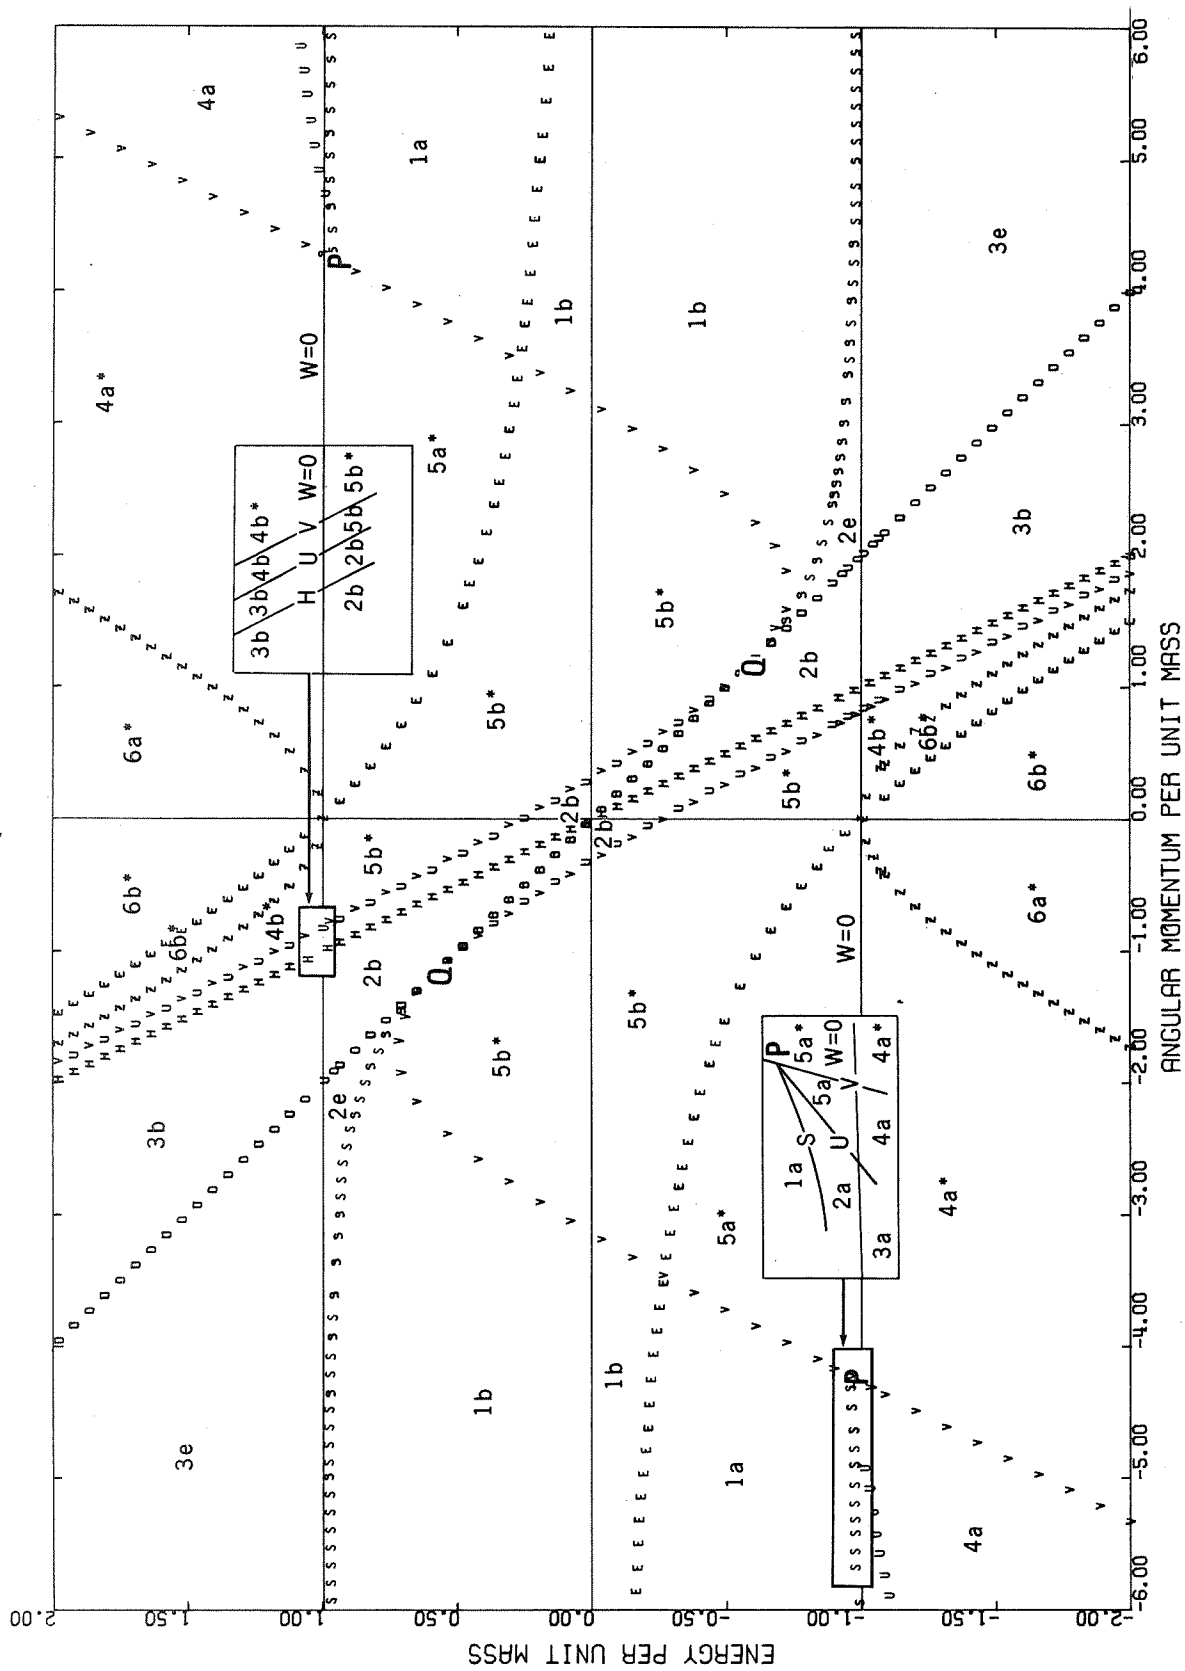 ENERGY PER UNIT MASS
2.00
1.50
1.00
0.50
0.00
-0.50
-1.00
-1.50
-2.00
ANGULAR MOMENTUM PER UNIT MASS
-6.00
-5.00
-4.00
-3.00
-2.00
-1.00
0.00
1.00
2.00
3.00
4.00
5.00
6.00
3e
3b
6b*
6b*
4b*
6a*
4a*
4a
W=0
P
1a
2e
2b
5b*
5b*
5a*
1b
Q
5b*
1b
2b
2b
1b
1b
5b*
5b*
5b*
Q
2b
2e
5a*
1a
W=0
P
4b*
6b*
3b
3e
4a
4a*
6a*
6b*
3b 3b 4b 4b*
H U V W=0
2b 2b 5b 5b*
P
1a S 5a 5a*
2a U V W=0
3a 4a 4a*